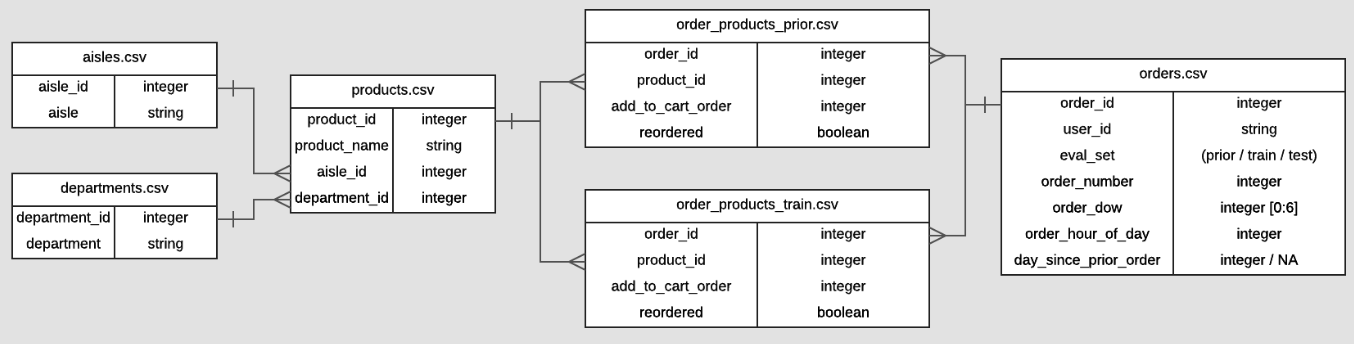 aisles.csv
aisle_id integer
aisle string
departments.csv
department_id integer
department string
products.csv
product_id integer
product_name string
aisle_id integer
department_id integer
order_products_prior.csv
order_id integer
product_id integer
add_to_cart_order integer
reordered boolean
order_products_train.csv
order_id integer
product_id integer
add_to_cart_order integer
reordered boolean
orders.csv
order_id integer
user_id string
eval_set (prior / train / test)
order_number integer
order_dow integer [0:6]
order_hour_of_day integer
day_since_prior_order integer / NA